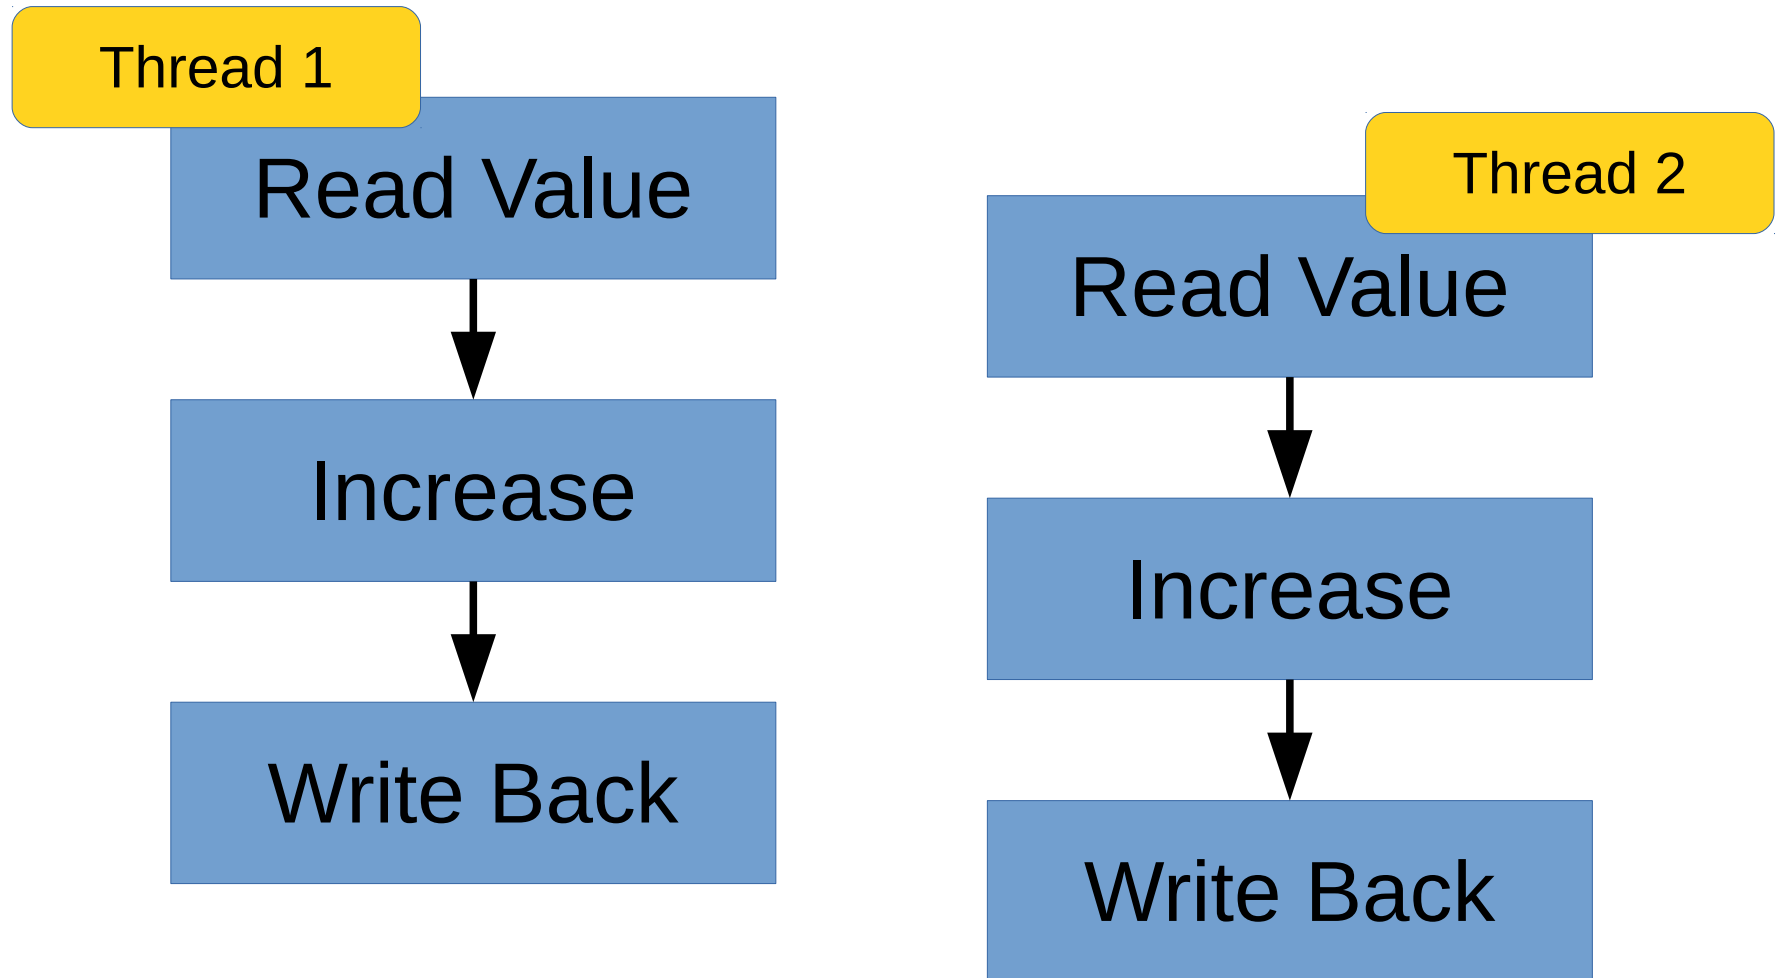 Thread 1
Read Value
Increase
Write Back
Thread 2
Read Value
Increase
Write Back